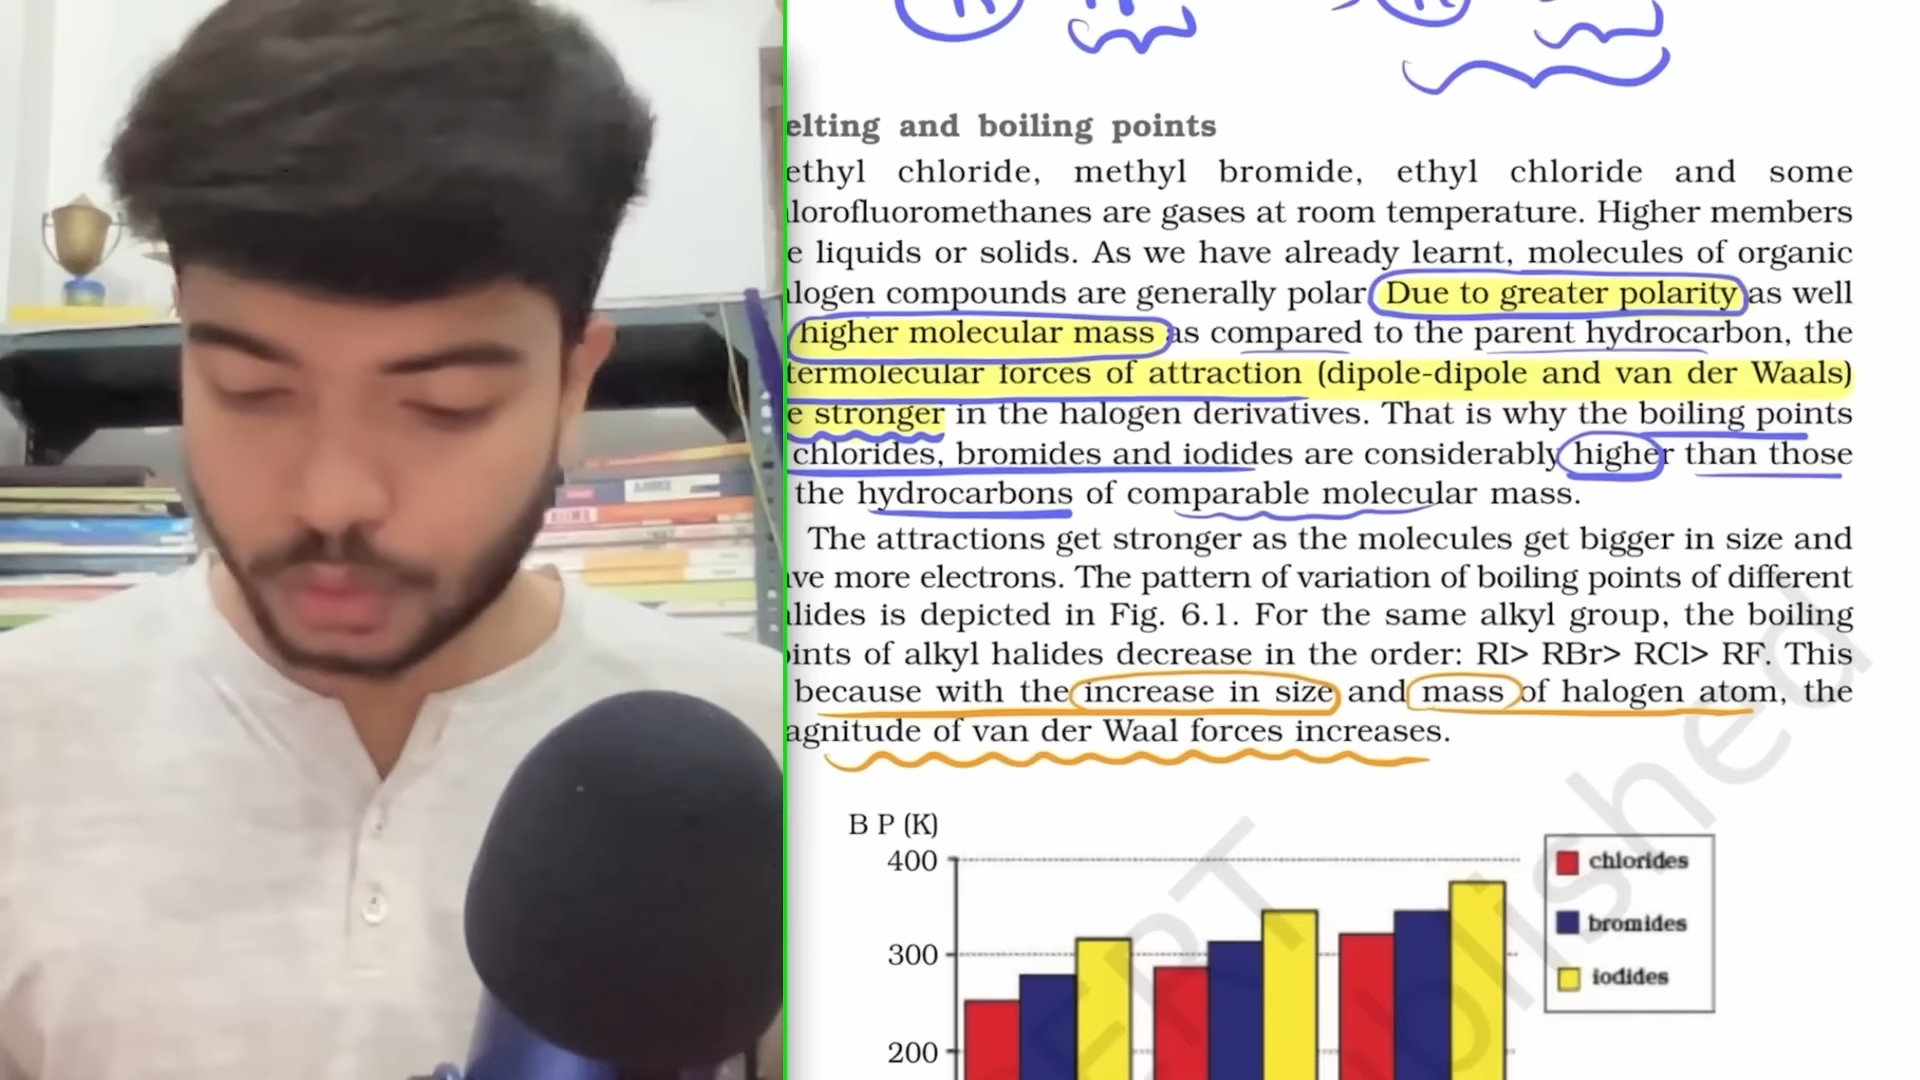 elting and boiling points
ethyl chloride, methyl bromide, ethyl chloride and some
lorofluoromethanes are gases at room temperature. Higher members
e liquids or solids. As we have already learnt, molecules of organic
logen compounds are generally polar Due to greater polarity as well
higher molecular mass as compared to the parent hydrocarbon, the
termolecular forces of attraction (dipole-dipole and van der Waals)
e stronger in the halogen derivatives. That is why the boiling points
chlorides, bromides and iodides are considerably higher than those
the hydrocarbons of comparable molecular mass.
The attractions get stronger as the molecules get bigger in size and
ve more electrons. The pattern of variation of boiling points of different
lides is depicted in Fig. 6.1. For the same alkyl group, the boiling
oints of alkyl halides decrease in the order: RI> RBr> RCl> RF. This
because with the increase in size and mass of halogen atom, the
agnitude of van der Waal forces increases.
B P (K)
400
300
200
chlorides
bromides
iodides